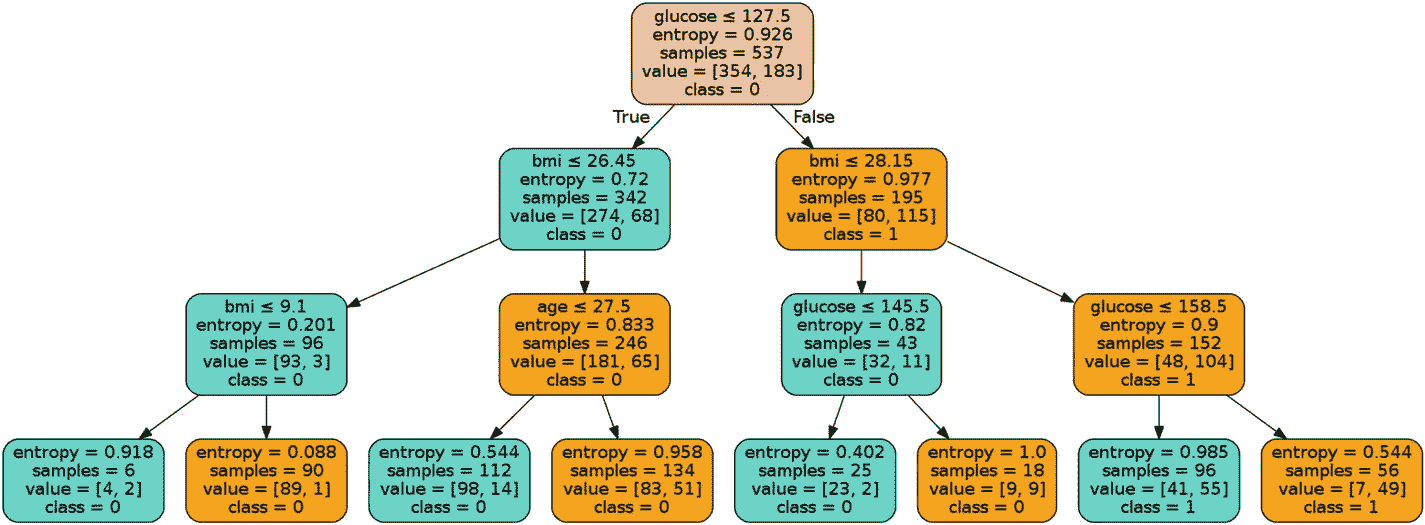 glucose ≤ 127.5
entropy = 0.926
samples = 537
value = [354, 183]
class = 0
True
False
bmi ≤ 26.45
entropy = 0.72
samples = 342
value = [274, 68]
class = 0
bmi ≤ 28.15
entropy = 0.977
samples = 195
value = [80, 115]
class = 1
bmi ≤ 9.1
entropy = 0.201
samples = 96
value = [93, 3]
class = 0
age ≤ 27.5
entropy = 0.833
samples = 246
value = [181, 65]
class = 0
glucose ≤ 145.5
entropy = 0.82
samples = 43
value = [32, 11]
class = 0
glucose ≤ 158.5
entropy = 0.9
samples = 152
value = [48, 104]
class = 1
entropy = 0.918
samples = 6
value = [4, 2]
class = 0
entropy = 0.088
samples = 90
value = [89, 1]
class = 0
entropy = 0.544
samples = 112
value = [98, 14]
class = 0
entropy = 0.958
samples = 134
value = [83, 51]
class = 0
entropy = 0.402
samples = 25
value = [23, 2]
class = 0
entropy = 1.0
samples = 18
value = [9, 9]
class = 0
entropy = 0.985
samples = 96
value = [41, 55]
class = 1
entropy = 0.544
samples = 56
value = [7, 49]
class = 1